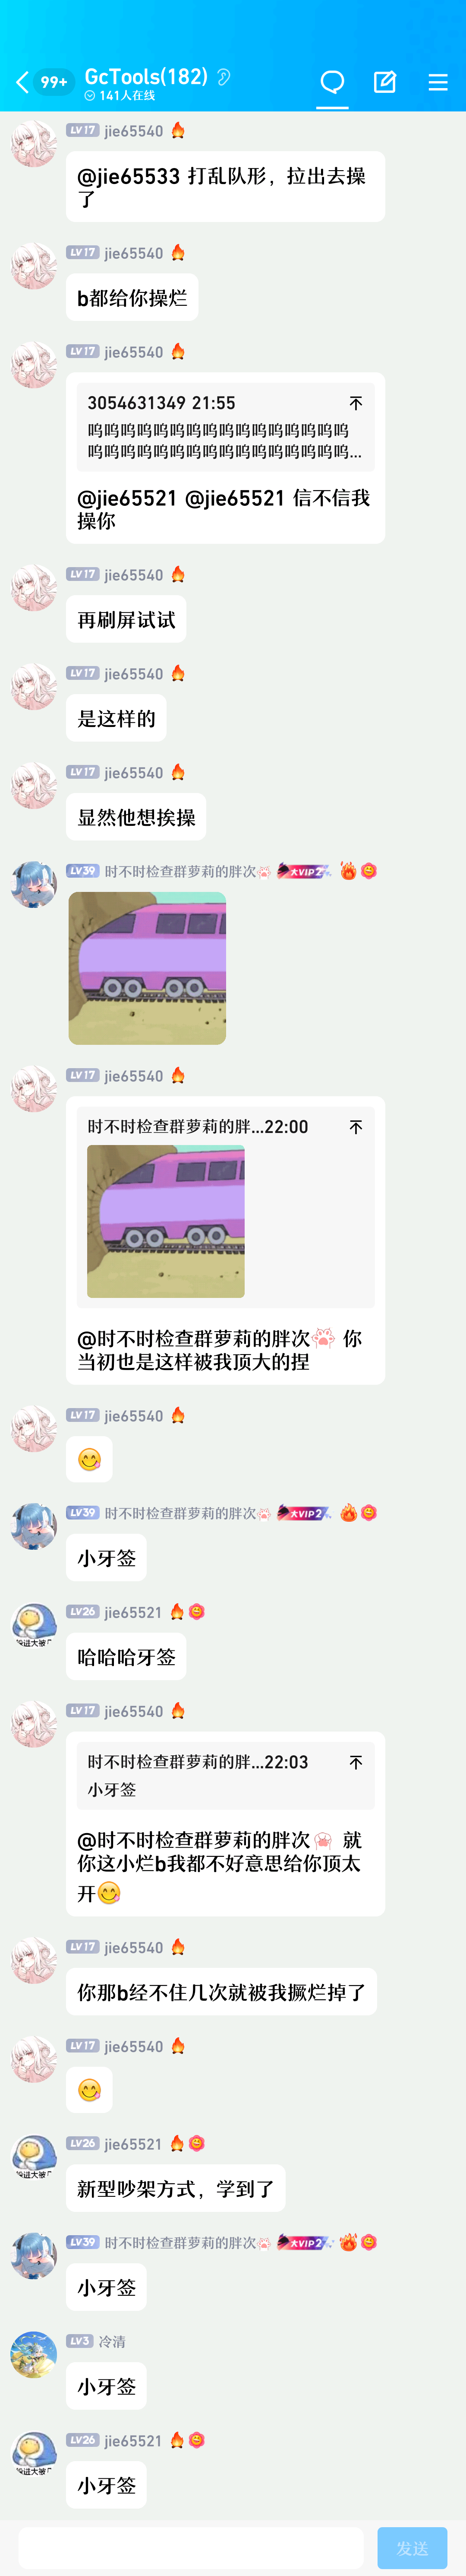 99+
GcTools(182)
141人在线
LV17 jie65540
@jie65533 打乱队形，拉出去操
了
LV17 jie65540
b都给你操烂
LV17 jie65540
3054631349 21:55
呜呜呜呜呜呜呜呜呜呜呜呜呜呜呜呜
呜呜呜呜呜呜呜呜呜呜呜呜呜呜呜呜...
@jie65521 @jie65521 信不信我
操你
LV17 jie65540
再刷屏试试
LV17 jie65540
是这样的
LV17 jie65540
显然他想挨操
LV39 时不时检查群萝莉的胖次 大VIP2
LV17 jie65540
时不时检查群萝莉的胖...22:00
@时不时检查群萝莉的胖次 你
当初也是这样被我顶大的捏
LV17 jie65540
😋
LV39 时不时检查群萝莉的胖次 大VIP2
小牙签
LV26 jie65521
哈哈哈牙签
LV17 jie65540
时不时检查群萝莉的胖...22:03
小牙签
@时不时检查群萝莉的胖次 就
你这小烂b我都不好意思给你顶太
开😋
LV17 jie65540
你那b经不住几次就被我撅烂掉了
LV17 jie65540
😋
LV26 jie65521
新型吵架方式，学到了
LV39 时不时检查群萝莉的胖次 大VIP2
小牙签
LV3 冷清
小牙签
LV26 jie65521
小牙签
发送